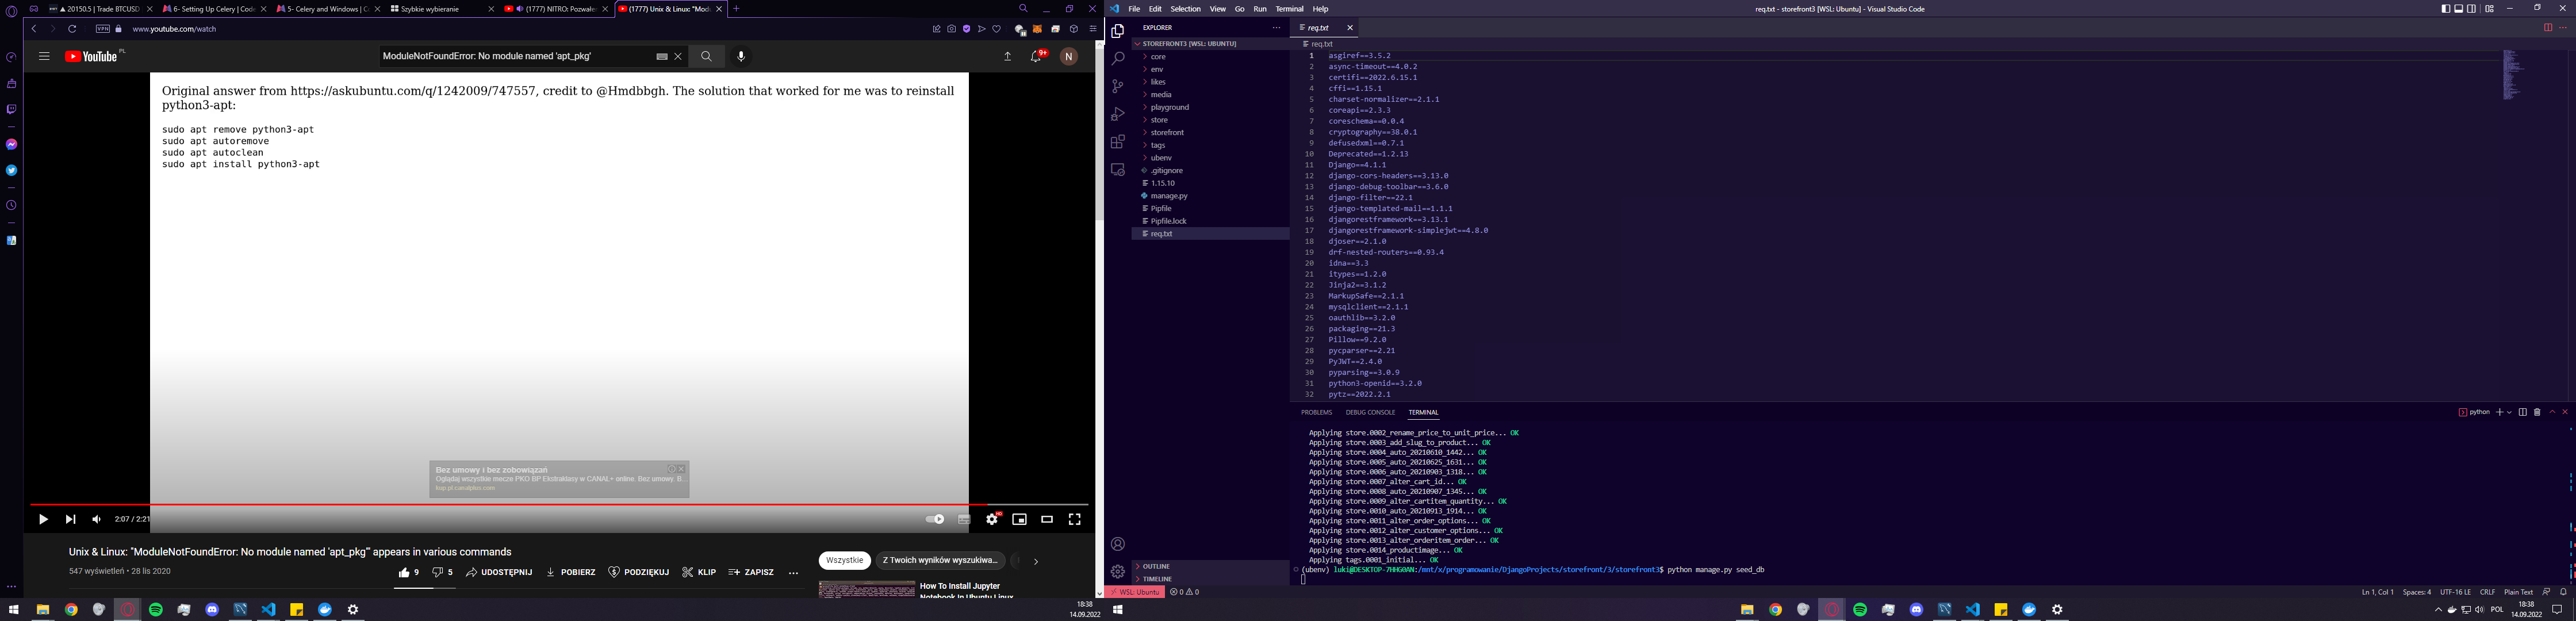 20150.5 | Trade BTCUSD
6- Setting Up Celery | Code
5- Celery and Windows | Co
Szybkie wybieranie
(1777) NITRO: Pozwałem
(1777) Unix & Linux: "Modu
VPN
www.youtube.com/watch
YouTube PL
ModuleNotFoundError: No module named 'apt_pkg'
9+
N
Original answer from https://askubuntu.com/q/1242009/747557, credit to @Hmdbbgh. The solution that worked for me was to reinstall
python3-apt:
sudo apt remove python3-apt
sudo apt autoremove
sudo apt autoclean
sudo apt install python3-apt
Bez umowy i bez zobowiązań
Oglądaj wszystkie mecze PKO BP Ekstraklasy w CANAL+ online. Bez umowy. B...
2:07 / 2:21
HD
Unix & Linux: "ModuleNotFoundError: No module named 'apt_pkg'" appears in various commands
547 wyświetleń • 28 lis 2020
9
5
UDOSTĘPNIJ
POBIERZ
PODZIĘKUJ
KLIP
ZAPISZ
Wszystkie
Z Twoich wyników wyszukiwa...
How To Install Jupyter
Notebook in Ubuntu Linux
18:38
14.09.2022
File Edit Selection View Go Run Terminal Help
req.txt - storefront3 [WSL: Ubuntu] - Visual Studio Code
EXPLORER
STOREFRONT3 [WSL: UBUNTU]
core
env
likes
media
playground
store
storefront
tags
ubenv
.gitignore
1.15.10
manage.py
Pipfile
Pipfile.lock
req.txt
OUTLINE
TIMELINE
req.txt
req.txt
1 asgiref==3.5.2
2 async-timeout==4.0.2
3 certifi==2022.6.15.1
4 cffi==1.15.1
5 charset-normalizer==2.1.1
6 coreapi==2.3.3
7 coreschema==0.0.4
8 cryptography==38.0.1
9 defusedxml==0.7.1
10 Deprecated==1.2.13
11 Django==4.1.1
12 django-cors-headers==3.13.0
13 django-debug-toolbar==3.6.0
14 django-filter==22.1
15 django-templated-mail==1.1.1
16 djangorestframework==3.13.1
17 djangorestframework-simplejwt==4.8.0
18 djoser==2.1.0
19 drf-nested-routers==0.93.4
20 idna==3.3
21 itypes==1.2.0
22 Jinja2==3.1.2
23 MarkupSafe==2.1.1
24 mysqlclient==2.1.1
25 oauthlib==3.2.0
26 packaging==21.3
27 Pillow==9.2.0
28 pycparser==2.21
29 PyJWT==2.4.0
30 pyparsing==3.0.9
31 python3-openid==3.2.0
32 pytz==2022.2.1
PROBLEMS DEBUG CONSOLE TERMINAL
python
Applying store.0002_rename_price_to_unit_price... OK
Applying store.0003_add_slug_to_product... OK
Applying store.0004_auto_20210610_1442... OK
Applying store.0005_auto_20210625_1631... OK
Applying store.0006_auto_20210903_1318... OK
Applying store.0007_alter_cart_id... OK
Applying store.0008_auto_20210907_1345... OK
Applying store.0009_alter_cartitem_quantity... OK
Applying store.0010_auto_20210913_1914... OK
Applying store.0011_alter_order_options... OK
Applying store.0012_alter_customer_options... OK
Applying store.0013_alter_orderitem_order... OK
Applying store.0014_productimage... OK
Applying tags.0001_initial... OK
(ubenv) luki@DESKTOP-7HHG0AN:/mnt/x/programowanie/DjangoProjects/storefront/3/storefront3$ python manage.py seed_db
WSL: Ubuntu
0 0
Ln 1, Col 1 Spaces: 4 UTF-16 LE CRLF Plain Text
POL
18:38
14.09.2022